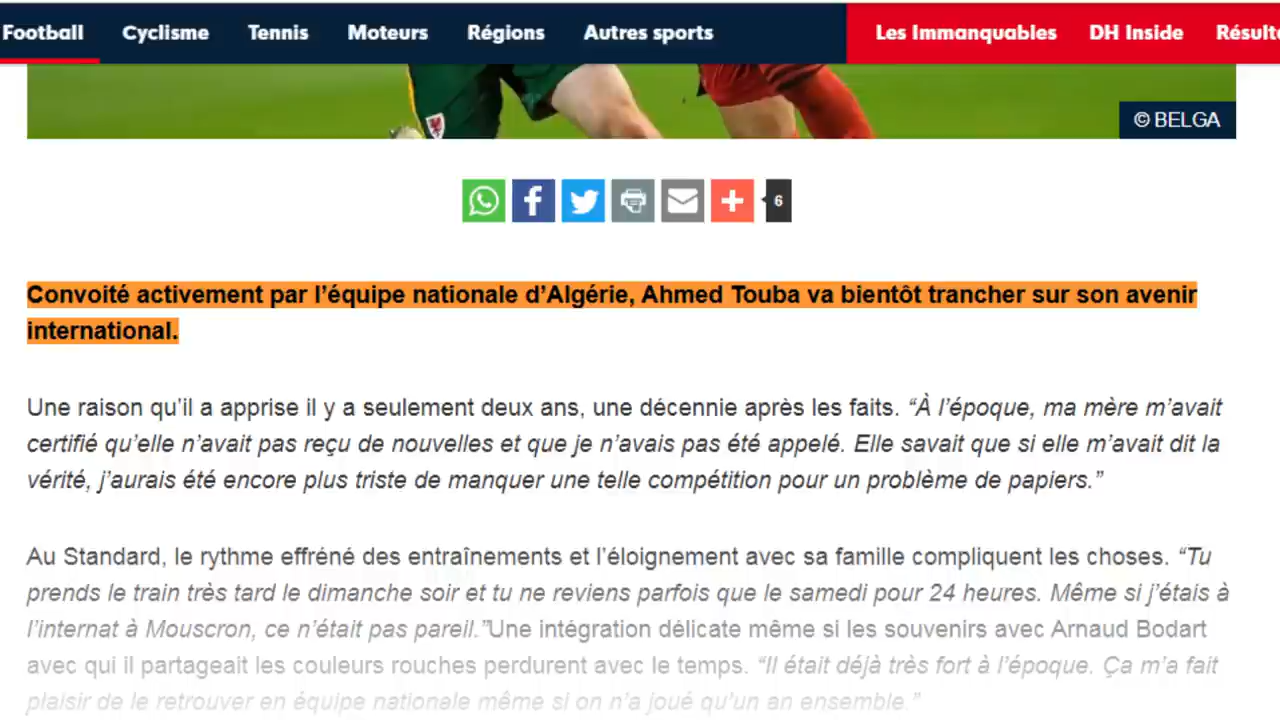 Football Cyclisme Tennis Moteurs Régions Autres sports Les Immanquables DH Inside
© BELGA
6
Convoité activement par l’équipe nationale d’Algérie, Ahmed Touba va bientôt trancher sur son avenir
international.
Une raison qu’il a apprise il y a seulement deux ans, une décennie après les faits. “À l’époque, ma mère m’avait
certifié qu’elle n’avait pas reçu de nouvelles et que je n’avais pas été appelé. Elle savait que si elle m’avait dit la
vérité, j’aurais été encore plus triste de manquer une telle compétition pour un problème de papiers.”
Au Standard, le rythme effréné des entraînements et l’éloignement avec sa famille compliquent les choses. “Tu
prends le train très tard le dimanche soir et tu ne reviens parfois que le samedi pour 24 heures. Même si j’étais à
l’internat à Mouscron, ce n’était pas pareil.”Une intégration délicate même si les souvenirs avec Arnaud Bodart
avec qui il partageait les couleurs rouches perdurent avec le temps. “Il était déjà très fort à l’époque. Ça m’a fait
plaisir de le retrouver en équipe nationale même si on n’a joué qu’un an ensemble.”